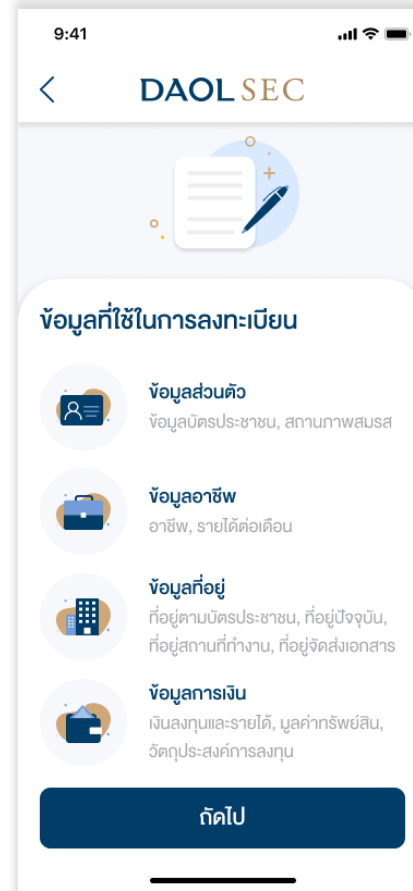 9:41
DAOL SEC
ข้อมูลที่ใช้ในการลงทะเบียน
ข้อมูลส่วนตัว
ข้อมูลบัตรประชาชน, สถานภาพสมรส
ข้อมูลอาชีพ
อาชีพ, รายได้ต่อเดือน
ข้อมูลที่อยู่
ที่อยู่ตามบัตรประชาชน, ที่อยู่ปัจจุบัน,
ที่อยู่สถานที่ทำงาน, ที่อยู่จัดส่งเอกสาร
ข้อมูลการเงิน
เงินลงทุนและรายได้, มูลค่าทรัพย์สิน,
วัตถุประสงค์การลงทุน
ถัดไป